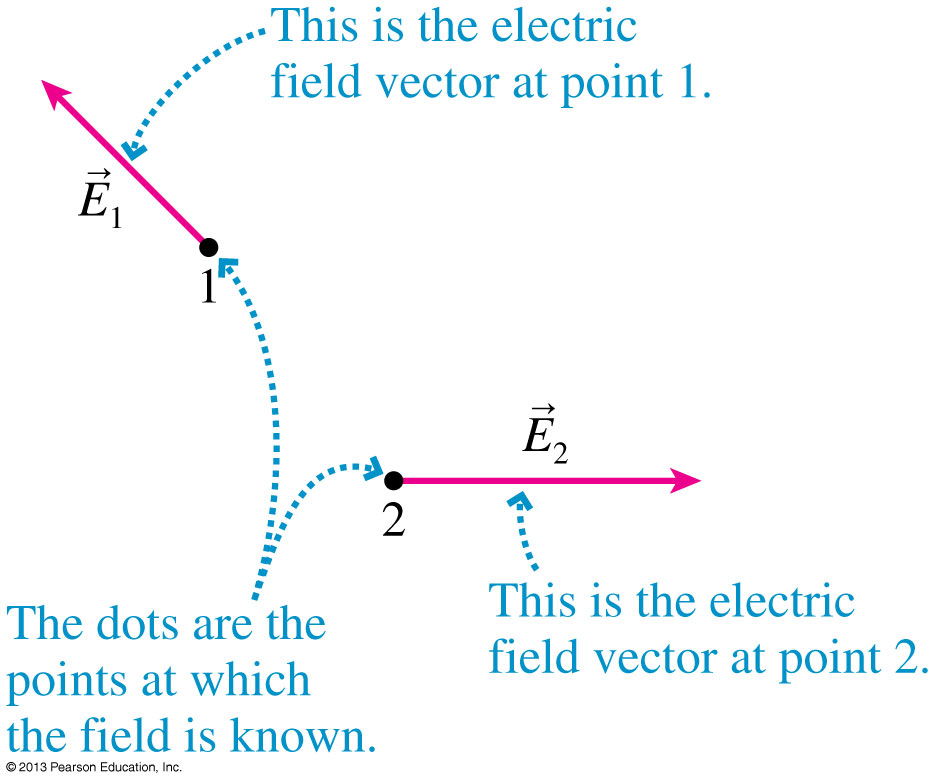 This is the electric
field vector at point 1.
E⃗₁
1
E⃗₂
2
This is the electric
field vector at point 2.
The dots are the
points at which
the field is known.
© 2013 Pearson Education, Inc.